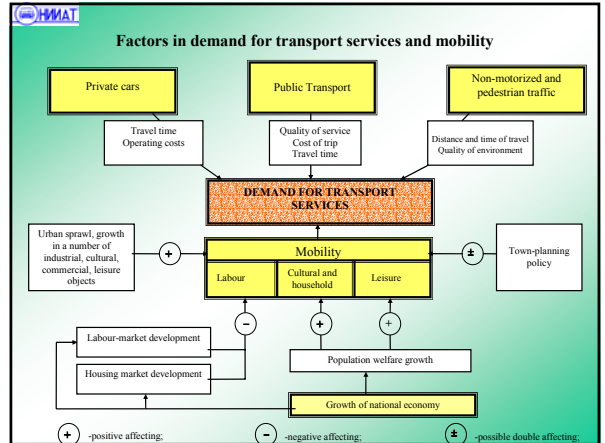 НИИАТ
Factors in demand for transport services and mobility
Private cars
Public Transport
Non-motorized and
pedestrian traffic
Travel time
Operating costs
Quality of service
Cost of trip
Travel time
Distance and time of travel
Quality of environment
DEMAND FOR TRANSPORT
SERVICES
Urban sprawl, growth
in a number of
industrial, cultural,
commercial, leisure
objects
+
Mobility
Labour
Cultural and
household
Leisure
±
Town-planning
policy
−
+
+
Labour-market development
Housing market development
Population welfare growth
Growth of national economy
+ -positive affecting;
− -negative affecting;
± -possible double affecting;